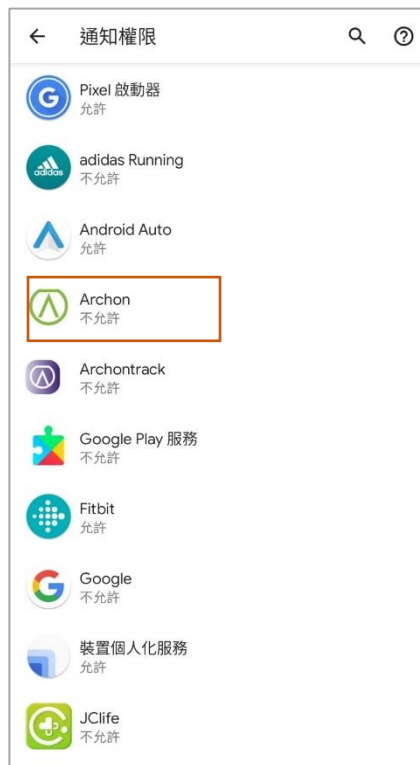 通知權限
Pixel 啟動器
允許
adidas Running
adidas
不允許
Android Auto
允許
Archon
不允許
Archontrack
不允許
Google Play 服務
不允許
Fitbit
允許
Google
不允許
裝置個人化服務
允許
JClife
不允許